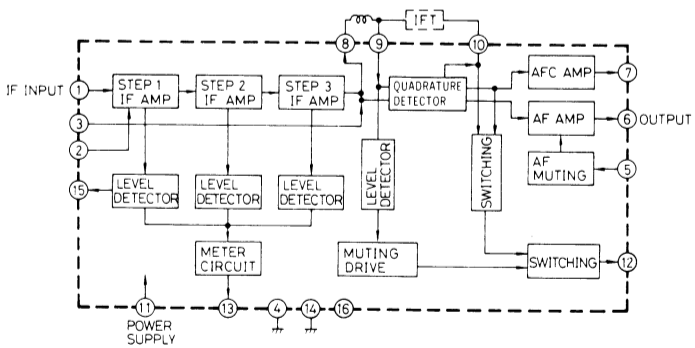 IFT
8
9
10
IF INPUT
1
STEP 1
IF AMP
STEP 2
IF AMP
STEP 3
IF AMP
QUADRATURE
DETECTOR
AFC AMP
7
3
AF AMP
6
OUTPUT
2
AF
MUTING
5
15
LEVEL
DETECTOR
LEVEL
DETECTOR
LEVEL
DETECTOR
LEVEL
DETECTOR
SWITCHING
METER
CIRCUIT
MUTING
DRIVE
SWITCHING
12
11
POWER
SUPPLY
13
4
14
16